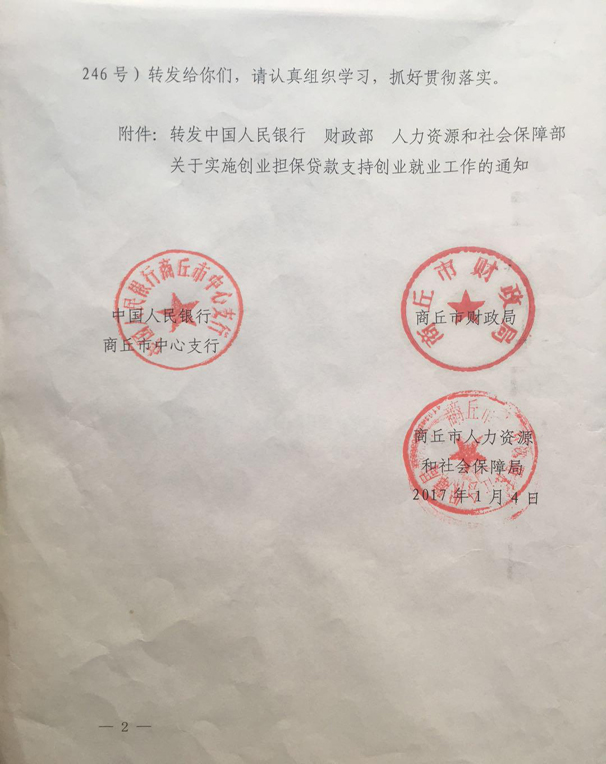 246号）转发给你们，请认真组织学习，抓好贯彻落实。
附件：转发中国人民银行　财政部　人力资源和社会保障部
关于实施创业担保贷款支持创业就业工作的通知
中国人民银行商丘市中心支行
中国人民银行
商丘市中心支行
商丘市财政局
商丘市财政局
商丘市
商丘市人力资源
和社会保障局
2017年1月4日
— 2 —